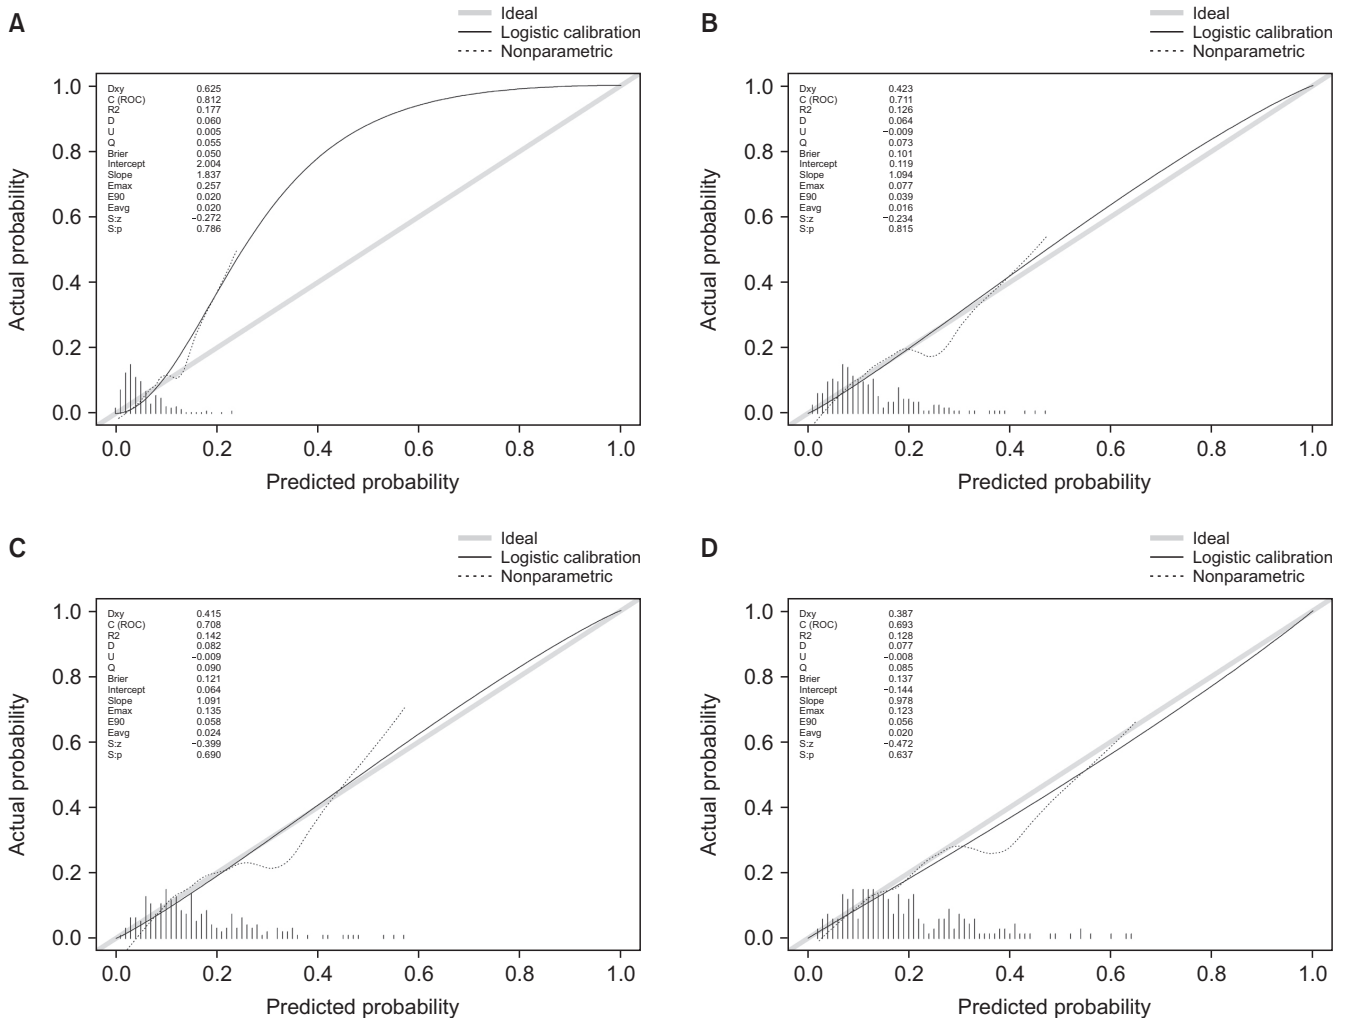 A
Ideal
Logistic calibration
Nonparametric
Actual probability
1.0
0.8
0.6
0.4
0.2
0.0
Dxy 0.625
C (ROC) 0.812
R2 0.177
D 0.060
U 0.005
Q 0.055
Brier 0.050
Intercept 2.004
Slope 1.837
Emax 0.257
E90 0.020
Eavg 0.020
S:z −0.272
S:p 0.786
0.0 0.2 0.4 0.6 0.8 1.0
Predicted probability
B
Ideal
Logistic calibration
Nonparametric
Actual probability
1.0
0.8
0.6
0.4
0.2
0.0
Dxy 0.423
C (ROC) 0.711
R2 0.126
D 0.064
U −0.009
Q 0.073
Brier 0.101
Intercept 0.119
Slope 1.094
Emax 0.077
E90 0.039
Eavg 0.016
S:z −0.234
S:p 0.815
0.0 0.2 0.4 0.6 0.8 1.0
Predicted probability
C
Ideal
Logistic calibration
Nonparametric
Actual probability
1.0
0.8
0.6
0.4
0.2
0.0
Dxy 0.415
C (ROC) 0.708
R2 0.142
D 0.082
U −0.009
Q 0.090
Brier 0.121
Intercept 0.064
Slope 1.091
Emax 0.135
E90 0.058
Eavg 0.024
S:z −0.399
S:p 0.690
0.0 0.2 0.4 0.6 0.8 1.0
Predicted probability
D
Ideal
Logistic calibration
Nonparametric
Actual probability
1.0
0.8
0.6
0.4
0.2
0.0
Dxy 0.387
C (ROC) 0.693
R2 0.128
D 0.077
U −0.008
Q 0.085
Brier 0.137
Intercept −0.144
Slope 0.978
Emax 0.123
E90 0.056
Eavg 0.020
S:z −0.472
S:p 0.637
0.0 0.2 0.4 0.6 0.8 1.0
Predicted probability